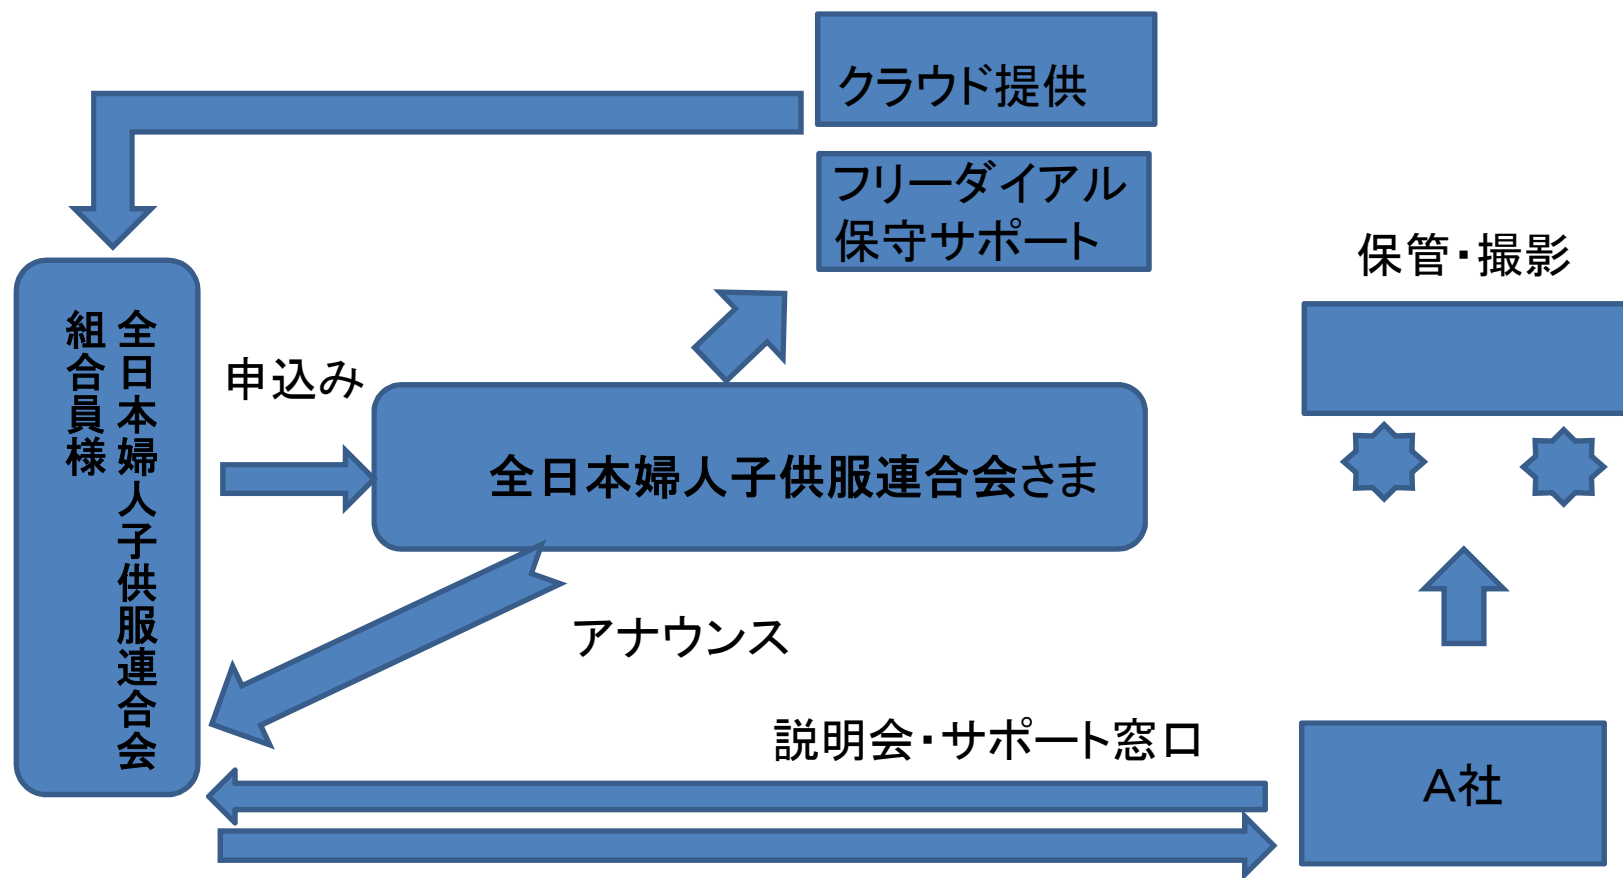 クラウド提供
フリーダイアル
保守サポート
保管・撮影
全日本婦人子供服連合会
組合員様
申込み
全日本婦人子供服連合会さま
アナウンス
説明会・サポート窓口
A社